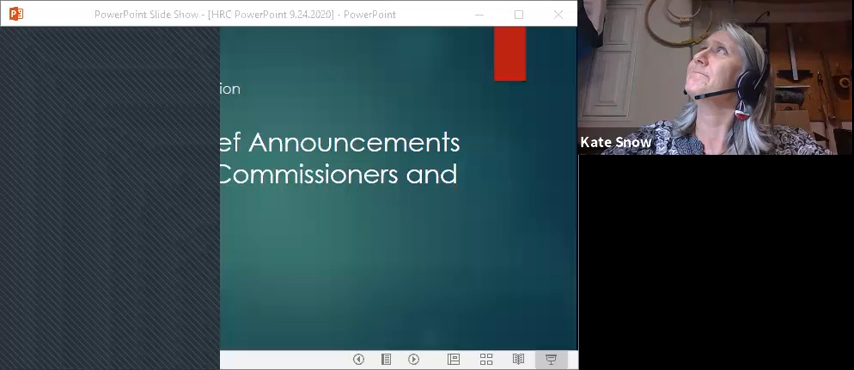 PowerPoint Slide Show - [HRC PowerPoint 9.24.2020] - PowerPoint
ion
ef Announcements
Commissioners and
Kate Snow